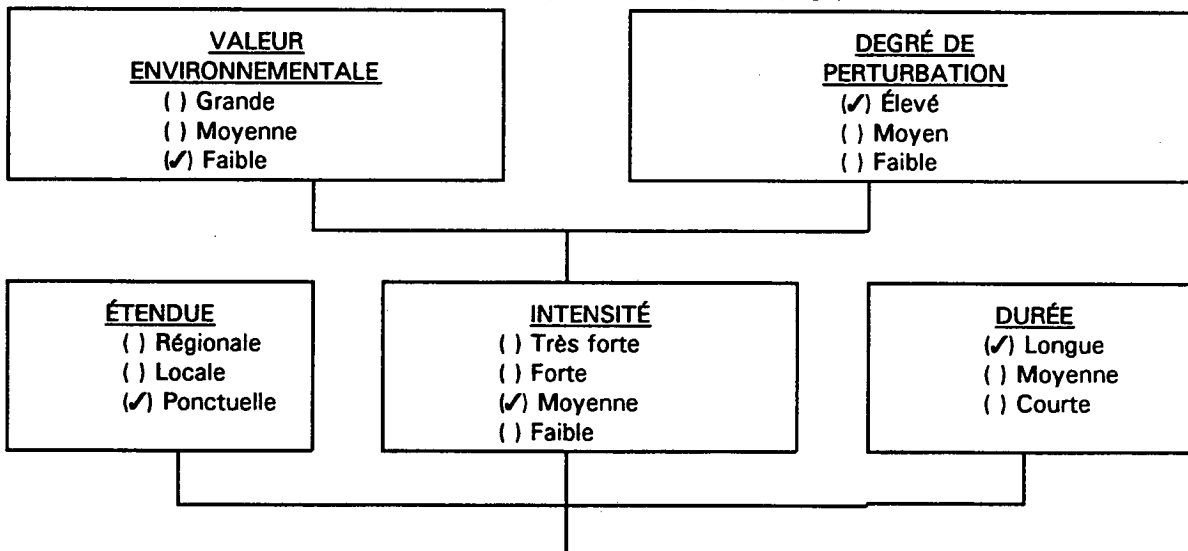 VALEUR
ENVIRONNEMENTALE
( ) Grande
( ) Moyenne
(✓) Faible
DEGRÉ DE
PERTURBATION
(✓) Élevé
( ) Moyen
( ) Faible
ÉTENDUE
( ) Régionale
( ) Locale
(✓) Ponctuelle
INTENSITÉ
( ) Très forte
( ) Forte
(✓) Moyenne
( ) Faible
DURÉE
(✓) Longue
( ) Moyenne
( ) Courte